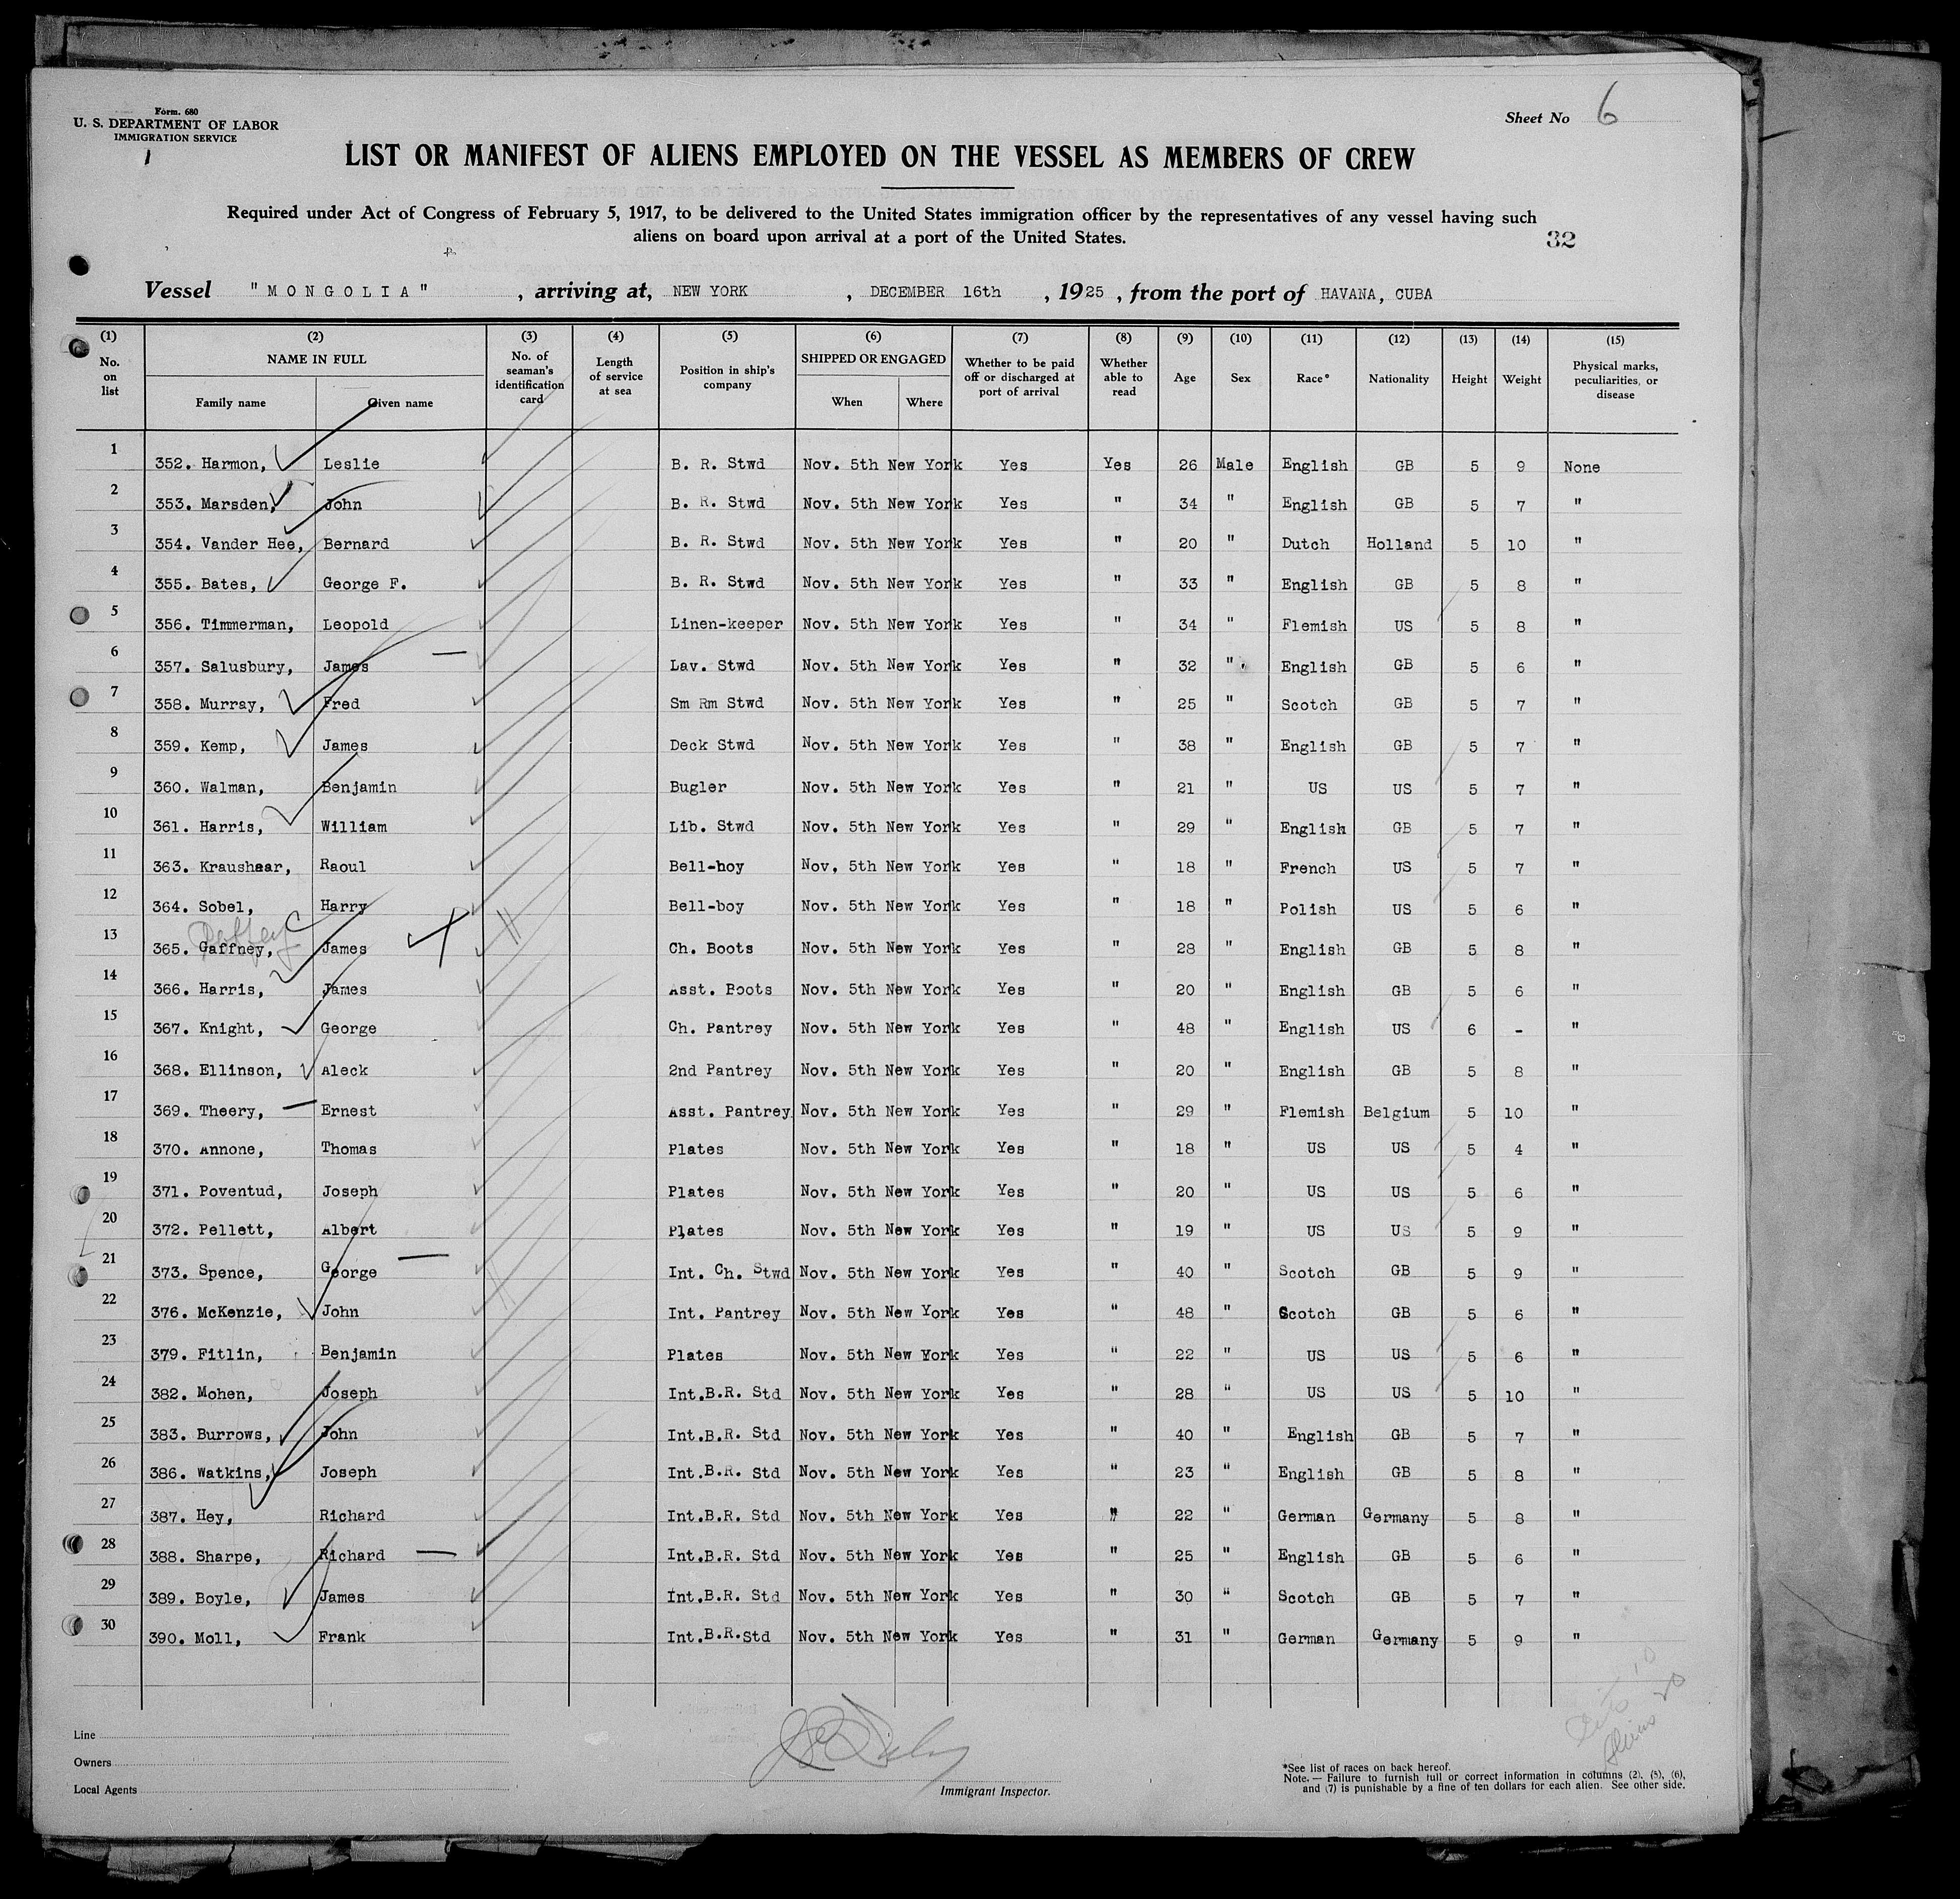 Form. 680
U. S. DEPARTMENT OF LABOR
IMMIGRATION SERVICE
Sheet No 6
LIST OR MANIFEST OF ALIENS EMPLOYED ON THE VESSEL AS MEMBERS OF CREW
Required under Act of Congress of February 5, 1917, to be delivered to the United States immigration officer by the representatives of any vessel having such
aliens on board upon arrival at a port of the United States.
32
Vessel "MONGOLIA" , arriving at, NEW YORK , DECEMBER 16th , 1925 , from the port of HAVANA, CUBA
(1) (2) (3) (4) (5) (6) (7) (8) (9) (10) (11) (12) (13) (14) (15)
No. on list NAME IN FULL Family name Given name No. of seaman's identification card Length of service at sea Position in ship's company SHIPPED OR ENGAGED When Where Whether to be paid off or discharged at port of arrival Whether able to read Age Sex Race* Nationality Height Weight Physical marks, peculiarities, or disease
1 352. Harmon, Leslie B. R. Stwd Nov. 5th New York Yes Yes 26 Male English GB 5 9 None
2 353. Marsden, John B. R. Stwd Nov. 5th New York Yes " 34 " English GB 5 7 "
3 354. Vander Hee, Bernard B. R. Stwd Nov. 5th New York Yes " 20 " Dutch Holland 5 10 "
4 355. Bates, George F. B. R. Stwd Nov. 5th New York Yes " 33 " English GB 5 8 "
5 356. Timmerman, Leopold Linen-keeper Nov. 5th New York Yes " 34 " Flemish US 5 8 "
6 357. Salusbury, James Lav. Stwd Nov. 5th New York Yes " 32 " English GB 5 6 "
7 358. Murray, Fred Sm Rm Stwd Nov. 5th New York Yes " 25 " Scotch GB 5 7 "
8 359. Kemp, James Deck Stwd Nov. 5th New York Yes " 38 " English GB 5 7 "
9 360. Walman, Benjamin Bugler Nov. 5th New York Yes " 21 " US US 5 7 "
10 361. Harris, William Lib. Stwd Nov. 5th New York Yes " 29 " English GB 5 7 "
11 363. Kraushaar, Raoul Bell-boy Nov. 5th New York Yes " 18 " French US 5 7 "
12 364. Sobel, Harry Bell-boy Nov. 5th New York Yes " 18 " Polish US 5 6 "
13 365. Gaffney, James Ch. Boots Nov. 5th New York Yes " 28 " English GB 5 8 "
14 366. Harris, James Asst. Boots Nov. 5th New York Yes " 20 " English GB 5 6 "
15 367. Knight, George Ch. Pantrey Nov. 5th New York Yes " 48 " English US 6 - "
16 368. Ellinson, Aleck 2nd Pantrey Nov. 5th New York Yes " 20 " English GB 5 8 "
17 369. Theery, Ernest Asst. Pantrey Nov. 5th New York Yes " 29 " Flemish Belgium 5 10 "
18 370. Annone, Thomas Plates Nov. 5th New York Yes " 18 " US US 5 4 "
19 371. Poventud, Joseph Plates Nov. 5th New York Yes " 20 " US US 5 6 "
20 372. Pellett, Albert Plates Nov. 5th New York Yes " 19 " US US 5 9 "
21 373. Spence, George Int. Ch. Stwd Nov. 5th New York Yes " 40 " Scotch GB 5 9 "
22 376. McKenzie, John Int. Pantrey Nov. 5th New York Yes " 48 " Scotch GB 5 6 "
23 379. Fitlin, Benjamin Plates Nov. 5th New York Yes " 22 " US US 5 6 "
24 382. Mohen, Joseph Int.B.R. Std Nov. 5th New York Yes " 28 " US US 5 10 "
25 383. Burrows, John Int.B.R. Std Nov. 5th New York Yes " 40 " English GB 5 7 "
26 386. Watkins, Joseph Int.B.R. Std Nov. 5th New York Yes " 23 " English GB 5 8 "
27 387. Hey, Richard Int.B.R. Std Nov. 5th New York Yes " 22 " German Germany 5 8 "
28 388. Sharpe, Richard Int.B.R. Std Nov. 5th New York Yes " 25 " English GB 5 6 "
29 389. Boyle, James Int.B.R. Std Nov. 5th New York Yes " 30 " Scotch GB 5 7 "
30 390. Moll, Frank Int.B.R.Std Nov. 5th New York Yes " 31 " German Germany 5 9 "
10
Aliens 20
Line
Owners
Local Agents
Immigrant Inspector.
*See list of races on back hereof.
Note.— Failure to furnish full or correct information in columns (2), (5), (6),
and (7) is punishable by a fine of ten dollars for each alien. See other side.